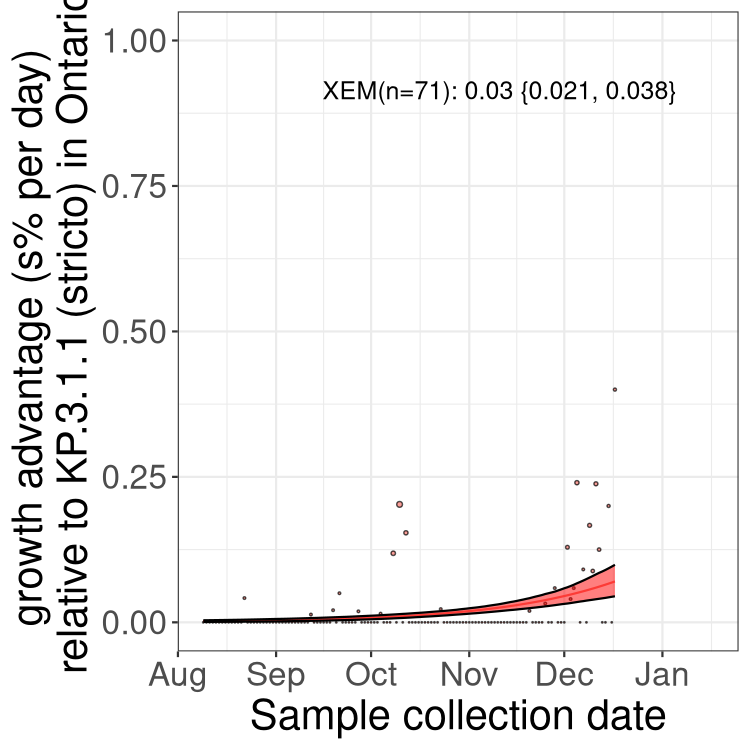 growth advantage (s% per day)
relative to KP.3.1.1 (stricto) in Ontario
1.00
0.75
0.50
0.25
0.00
XEM(n=71): 0.03 {0.021, 0.038}
Aug Sep Oct Nov Dec Jan
Sample collection date